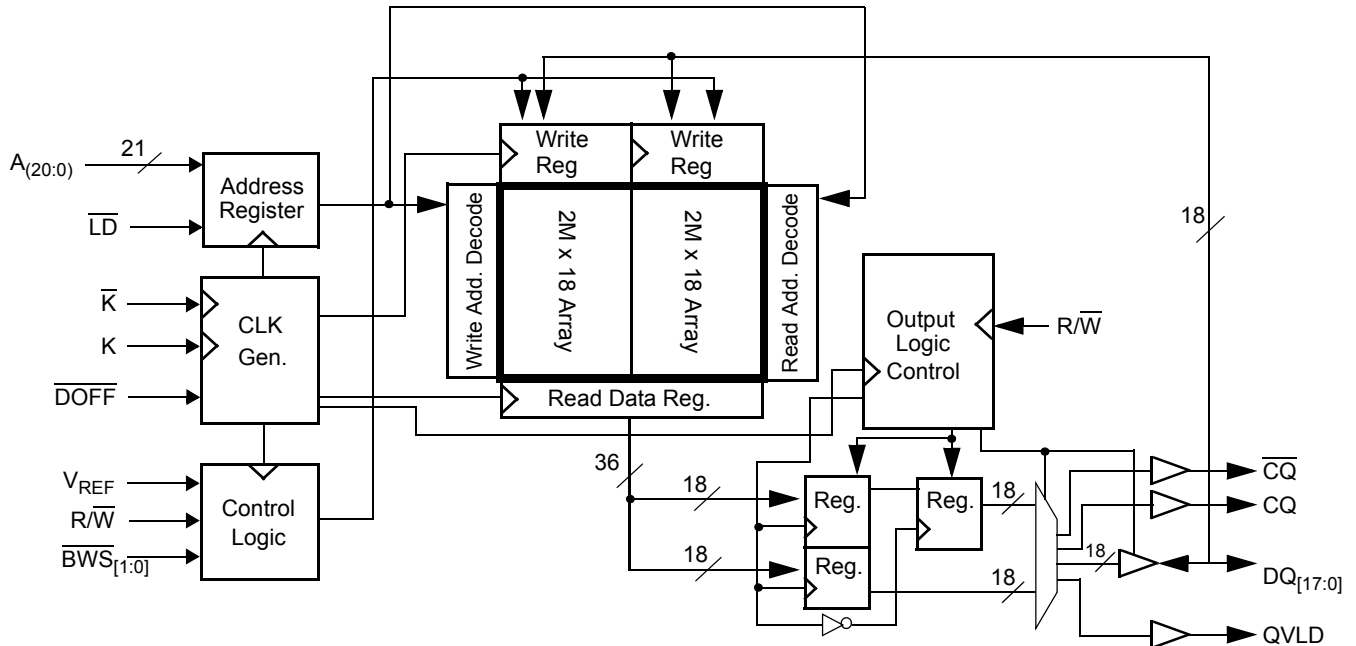 A(20:0)
21
LD
Address
Register
K
K
DOFF
CLK
Gen.
VREF
R/W
BWS[1:0]
Control
Logic
Write
Reg
Write
Reg
Write Add. Decode
2M x 18 Array
2M x 18 Array
Read Add. Decode
Read Data Reg.
18
Output
Logic
Control
R/W
36
18
18
Reg.
Reg.
Reg.
18
18
18
CQ
CQ
DQ[17:0]
QVLD